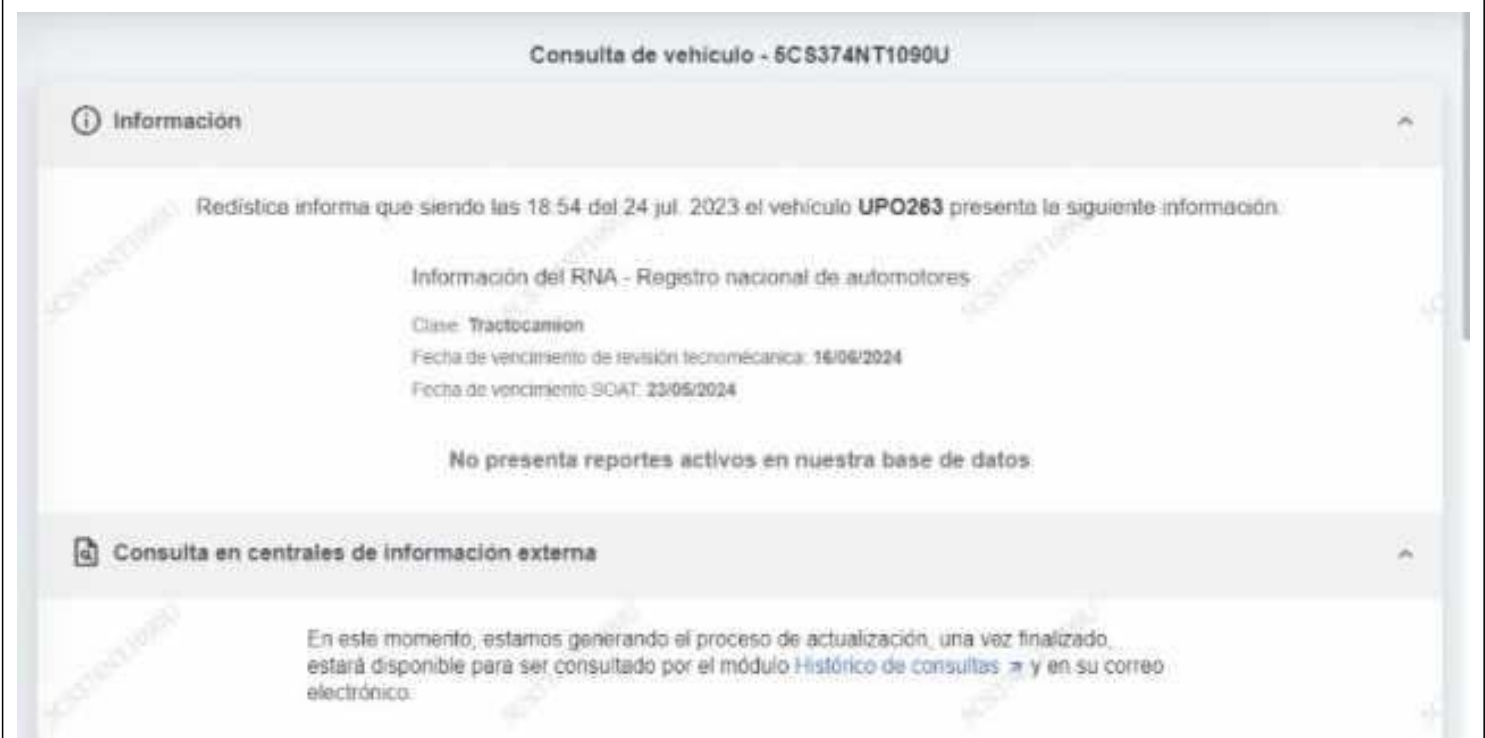 Consulta de vehículo - 5CS374NT1090U
Información
Redística informa que siendo las 18:54 del 24 jul. 2023 el vehículo UPO263 presenta la siguiente información.
Información del RNA - Registro nacional de automotores
Clase: Tractocamion
Fecha de vencimiento de revisión tecnomécanica: 16/06/2024
Fecha de vencimiento SOAT: 23/05/2024
No presenta reportes activos en nuestra base de datos
Consulta en centrales de información externa
En este momento, estamos generando el proceso de actualización, una vez finalizado,
estará disponible para ser consultado por el módulo Histórico de consultas y en su correo
electrónico.